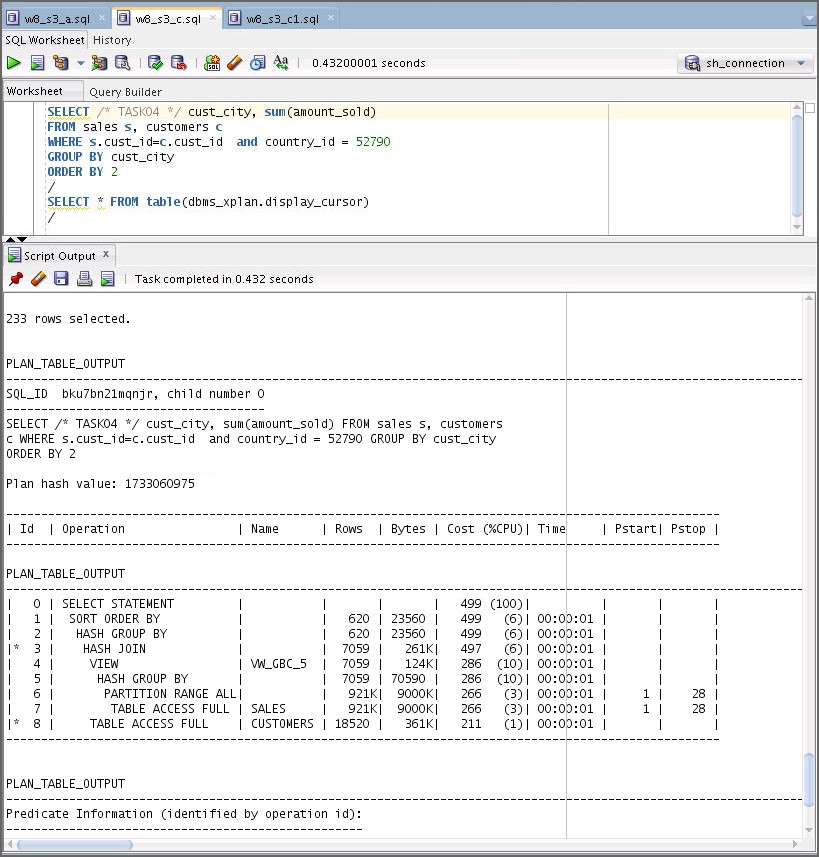 w8_s3_a.sql w8_s3_c.sql w8_s3_c1.sql
SQL Worksheet History
0.43200001 seconds sh_connection
Worksheet Query Builder
SELECT /* TASK04 */ cust_city, sum(amount_sold)
FROM sales s, customers c
WHERE s.cust_id=c.cust_id  and country_id = 52790
GROUP BY cust_city
ORDER BY 2
/
SELECT * FROM table(dbms_xplan.display_cursor)
/
Script Output x
Task completed in 0.432 seconds
233 rows selected.
PLAN_TABLE_OUTPUT
--------------------------------------------------------------------------------
SQL_ID  bku7bn21mqnjr, child number 0
-------------------------------------
SELECT /* TASK04 */ cust_city, sum(amount_sold) FROM sales s, customers
c WHERE s.cust_id=c.cust_id  and country_id = 52790 GROUP BY cust_city
ORDER BY 2
Plan hash value: 1733060975
--------------------------------------------------------------------------------
| Id  | Operation                | Name      | Rows  | Bytes | Cost (%CPU)| Time     | Pstart| Pstop |
--------------------------------------------------------------------------------
PLAN_TABLE_OUTPUT
--------------------------------------------------------------------------------
|   0 | SELECT STATEMENT         |           |       |       |   499 (100)|          |       |       |
|   1 |  SORT ORDER BY           |           |   620 | 23560 |   499   (6)| 00:00:01 |       |       |
|   2 |   HASH GROUP BY          |           |   620 | 23560 |   499   (6)| 00:00:01 |       |       |
|*  3 |    HASH JOIN             |           |  7059 |   261K|   497   (6)| 00:00:01 |       |       |
|   4 |     VIEW                 | VW_GBC_5  |  7059 |   124K|   286  (10)| 00:00:01 |       |       |
|   5 |      HASH GROUP BY       |           |  7059 | 70590 |   286  (10)| 00:00:01 |       |       |
|   6 |       PARTITION RANGE ALL|           |   921K|  9000K|   266   (3)| 00:00:01 |     1 |    28 |
|   7 |        TABLE ACCESS FULL | SALES     |   921K|  9000K|   266   (3)| 00:00:01 |     1 |    28 |
|*  8 |     TABLE ACCESS FULL    | CUSTOMERS | 18520 |   361K|   211   (1)| 00:00:01 |       |       |
--------------------------------------------------------------------------------
PLAN_TABLE_OUTPUT
--------------------------------------------------------------------------------
Predicate Information (identified by operation id):
---------------------------------------------------